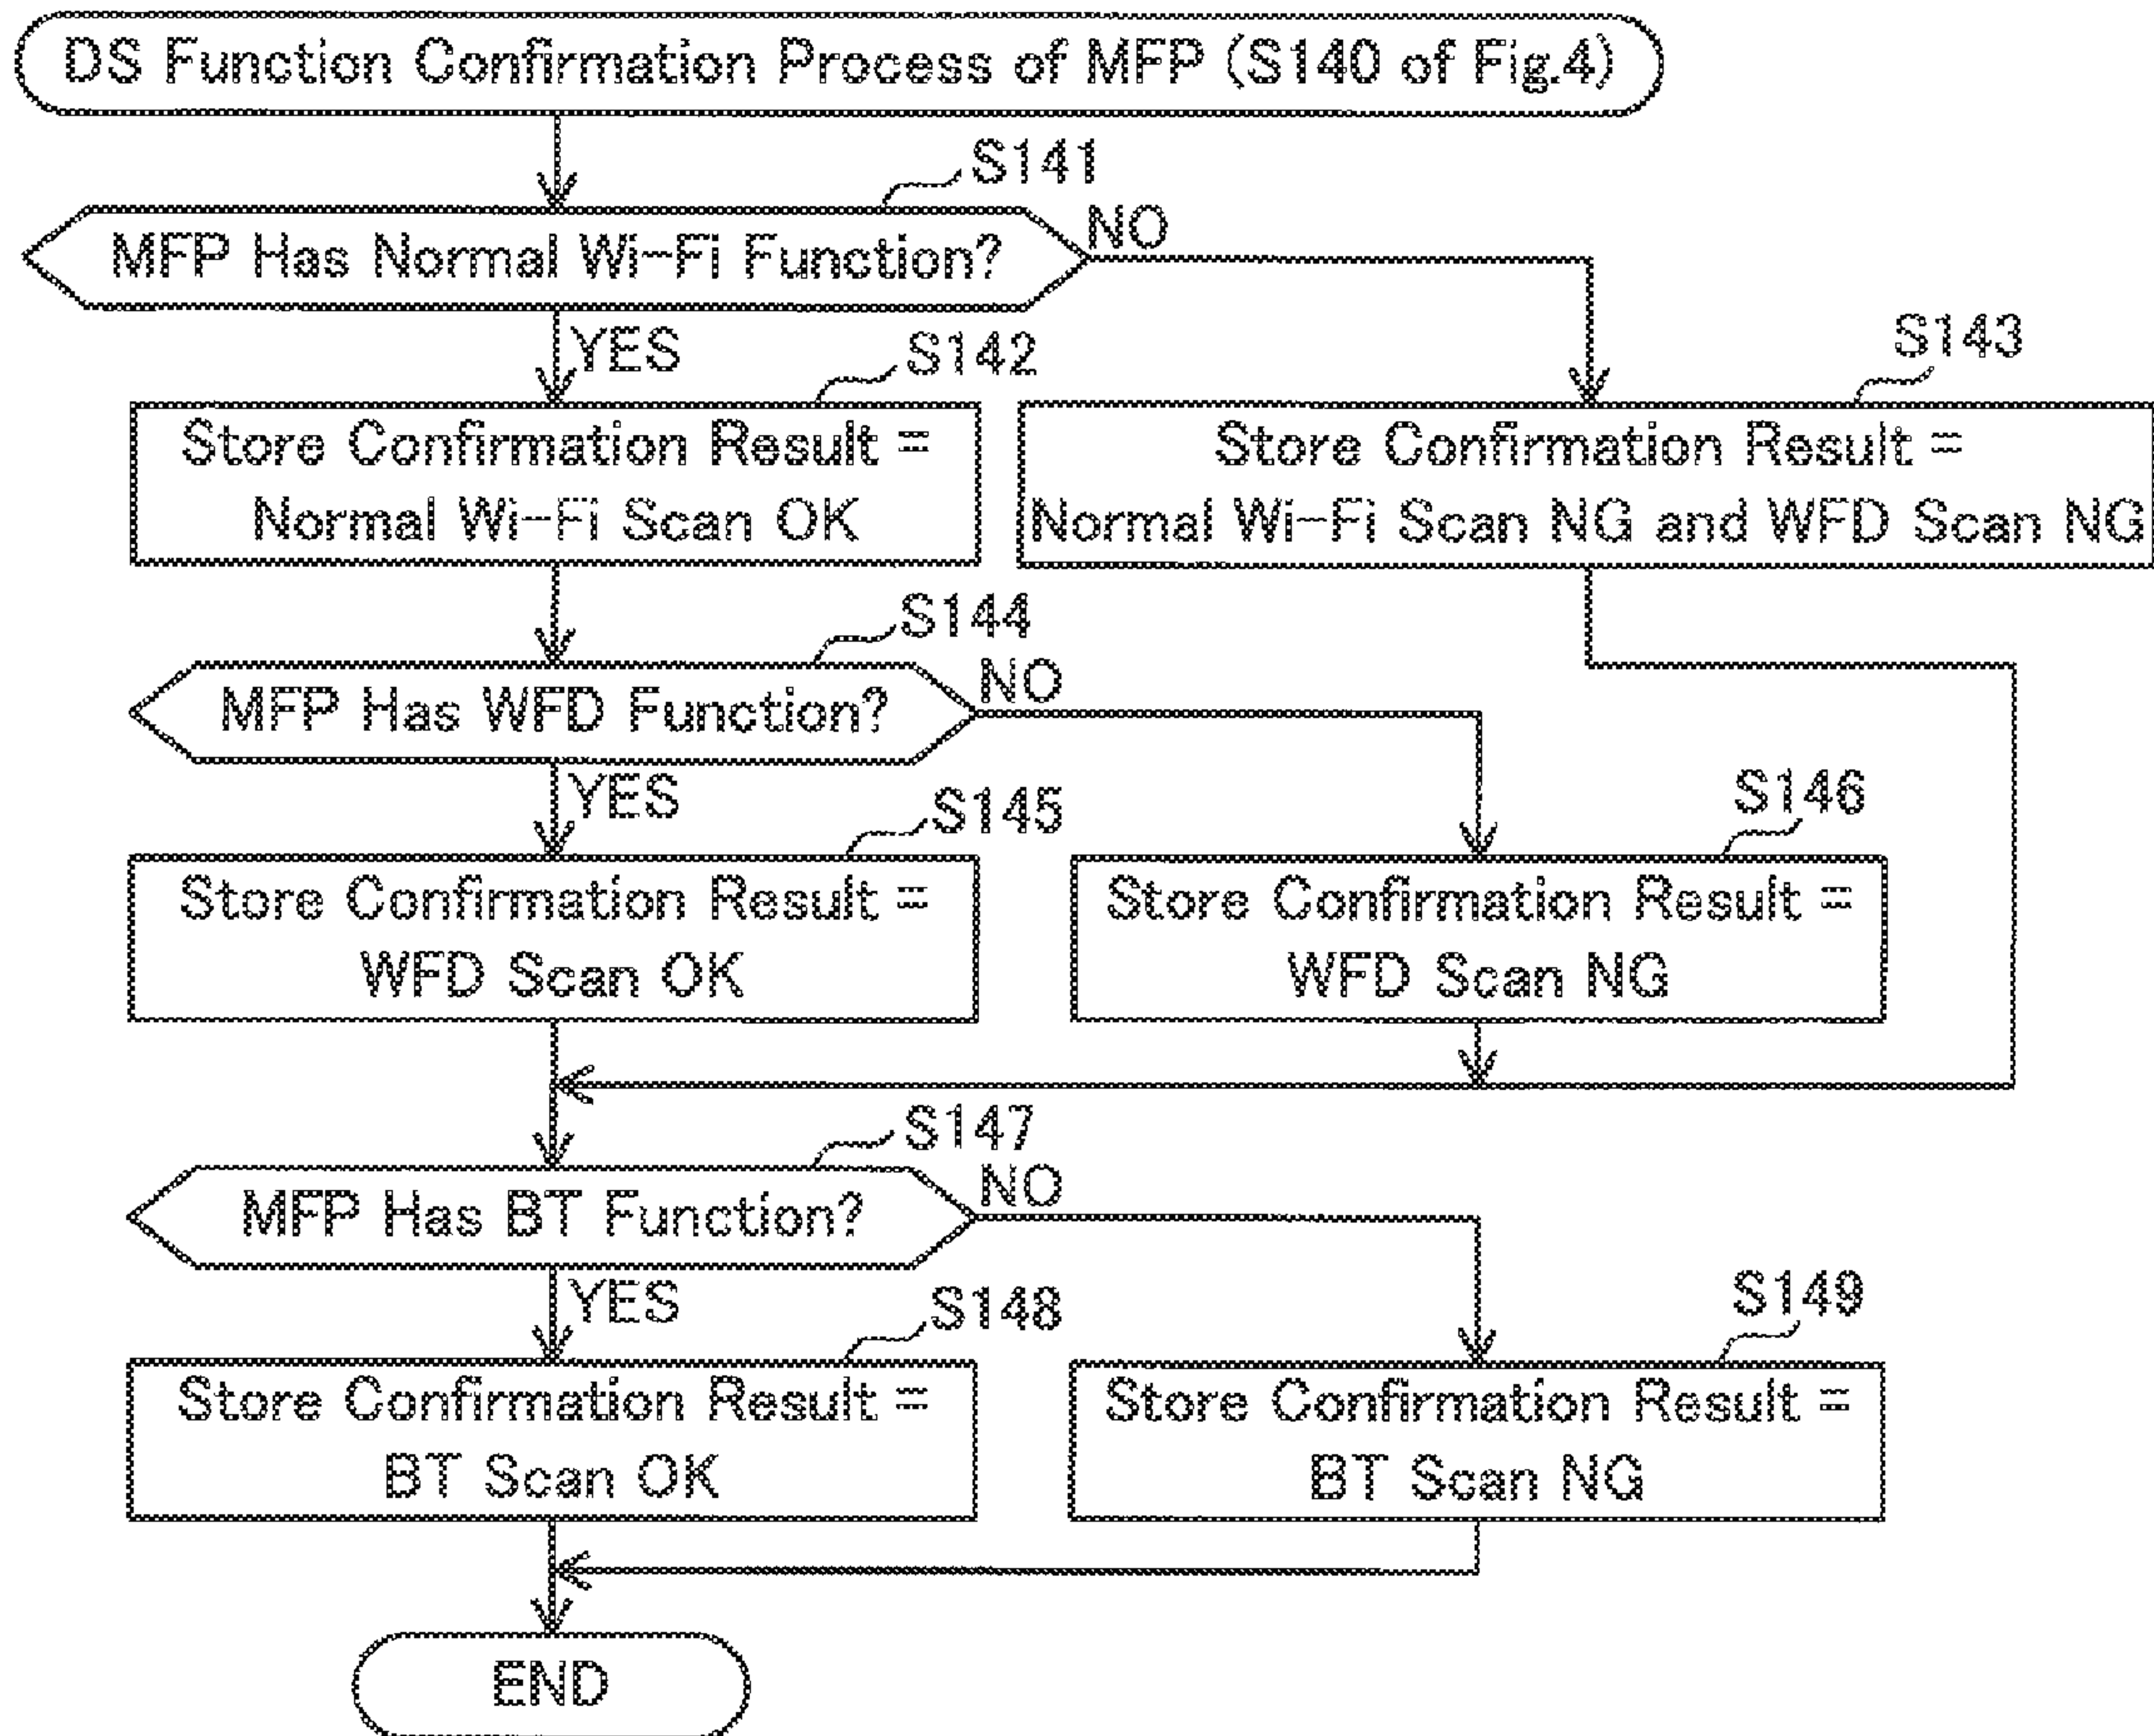 DS Function Confirmation Process of MFP (S140 of Fig.4)
S141
MFP Has Normal Wi-Fi Function?
NO
YES
S142
S143
Store Confirmation Result =
Normal Wi-Fi Scan OK
Store Confirmation Result =
Normal Wi-Fi Scan NG and WFD Scan NG
S144
MFP Has WFD Function?
NO
YES
S145
S146
Store Confirmation Result =
WFD Scan OK
Store Confirmation Result =
WFD Scan NG
S147
MFP Has BT Function?
NO
YES
S148
S149
Store Confirmation Result =
BT Scan OK
Store Confirmation Result =
BT Scan NG
END